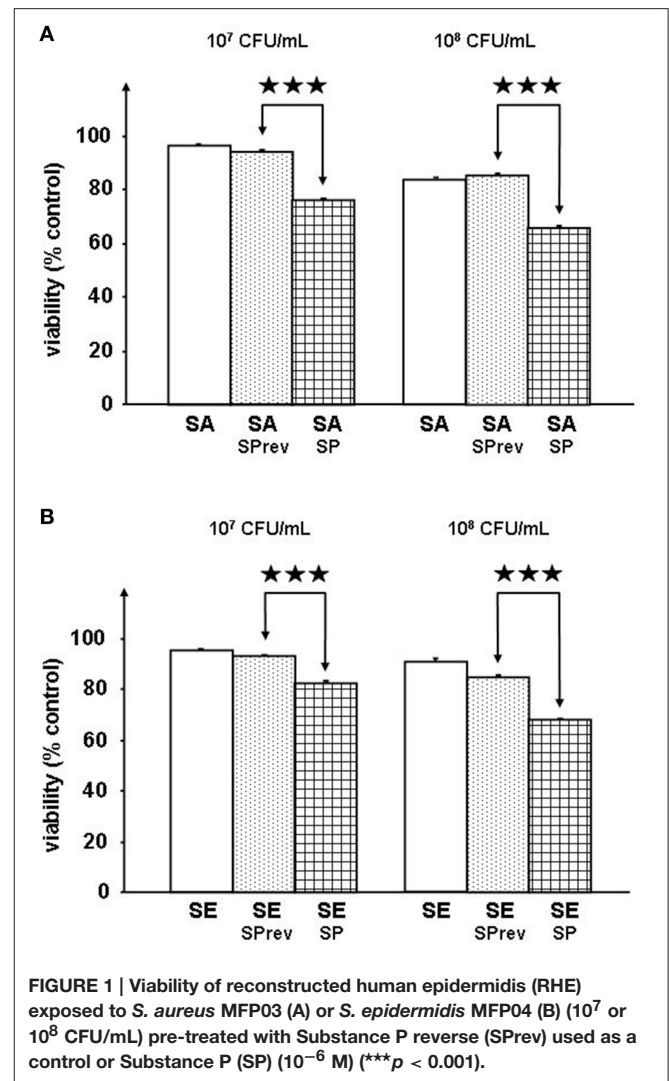 A
10⁷ CFU/mL 10⁸ CFU/mL
★★★ ★★★
100
80
60
40
20
0
viability (% control)
SA SA SA SA SA SA
SPrev SP SPrev SP
B
10⁷ CFU/mL 10⁸ CFU/mL
★★★ ★★★
100
80
60
40
20
0
viability (% control)
SE SE SE SE SE SE
SPrev SP SPrev SP
FIGURE 1 | Viability of reconstructed human epidermidis (RHE)
exposed to S. aureus MFP03 (A) or S. epidermidis MFP04 (B) (10⁷ or
10⁸ CFU/mL) pre-treated with Substance P reverse (SPrev) used as a
control or Substance P (SP) (10⁻⁶ M) (***p < 0.001).